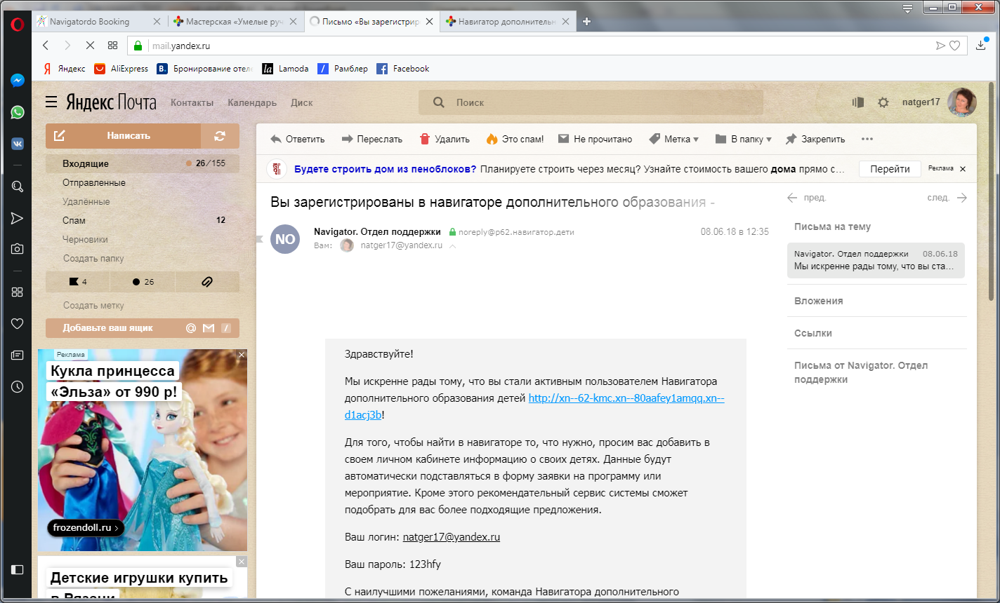 Navigatordo Booking
Мастерская «Умелые руч
Письмо «Вы зарегистрир
Навигатор дополнительн
mail.yandex.ru
Яндекс
AliExpress
B.
Бронирование отеле
la
Lamoda
Рамблер
Facebook
Яндекс Почта
Контакты
Календарь
Диск
Поиск
natger17
Написать
Входящие 26 / 155
Отправленные
Удалённые
Спам 12
Черновики
Создать папку
4
26
Создать метку
Добавьте ваш ящик
Реклама
Кукла принцесса
«Эльза» от 990 р!
frozendoll.ru ›
Детские игрушки купить
в Рязани
Ответить
Переслать
Удалить
Это спам!
Не прочитано
Метка
В папку
Закрепить
Будете строить дом из пеноблоков? Планируете строить через месяц? Узнайте стоимость вашего дома прямо с...
Перейти
Реклама
Вы зарегистрированы в навигаторе дополнительного образования -
NO
Navigator. Отдел поддержки noreply@р62.навигатор.дети
08.06.18 в 12:35
Вам: natger17@yandex.ru
Здравствуйте!
Мы искренне рады тому, что вы стали активным пользователем Навигатора
дополнительного образования детей http://xn--62-kmc.xn--80aafey1amqq.xn--
d1acj3b!
Для того, чтобы найти в навигаторе то, что нужно, просим вас добавить в
своем личном кабинете информацию о своих детях. Данные будут
автоматически подставляться в форму заявки на программу или
мероприятие. Кроме этого рекомендательный сервис системы сможет
подобрать для вас более подходящие предложения.
Ваш логин: natger17@yandex.ru
Ваш пароль: 123hfy
С наилучшими пожеланиями, команда Навигатора дополнительного
пред.
след.
Письма на тему
Navigator. Отдел поддержки 08.06.18
Мы искренне рады тому, что вы ста...
Вложения
Ссылки
Письма от Navigator. Отдел
поддержки